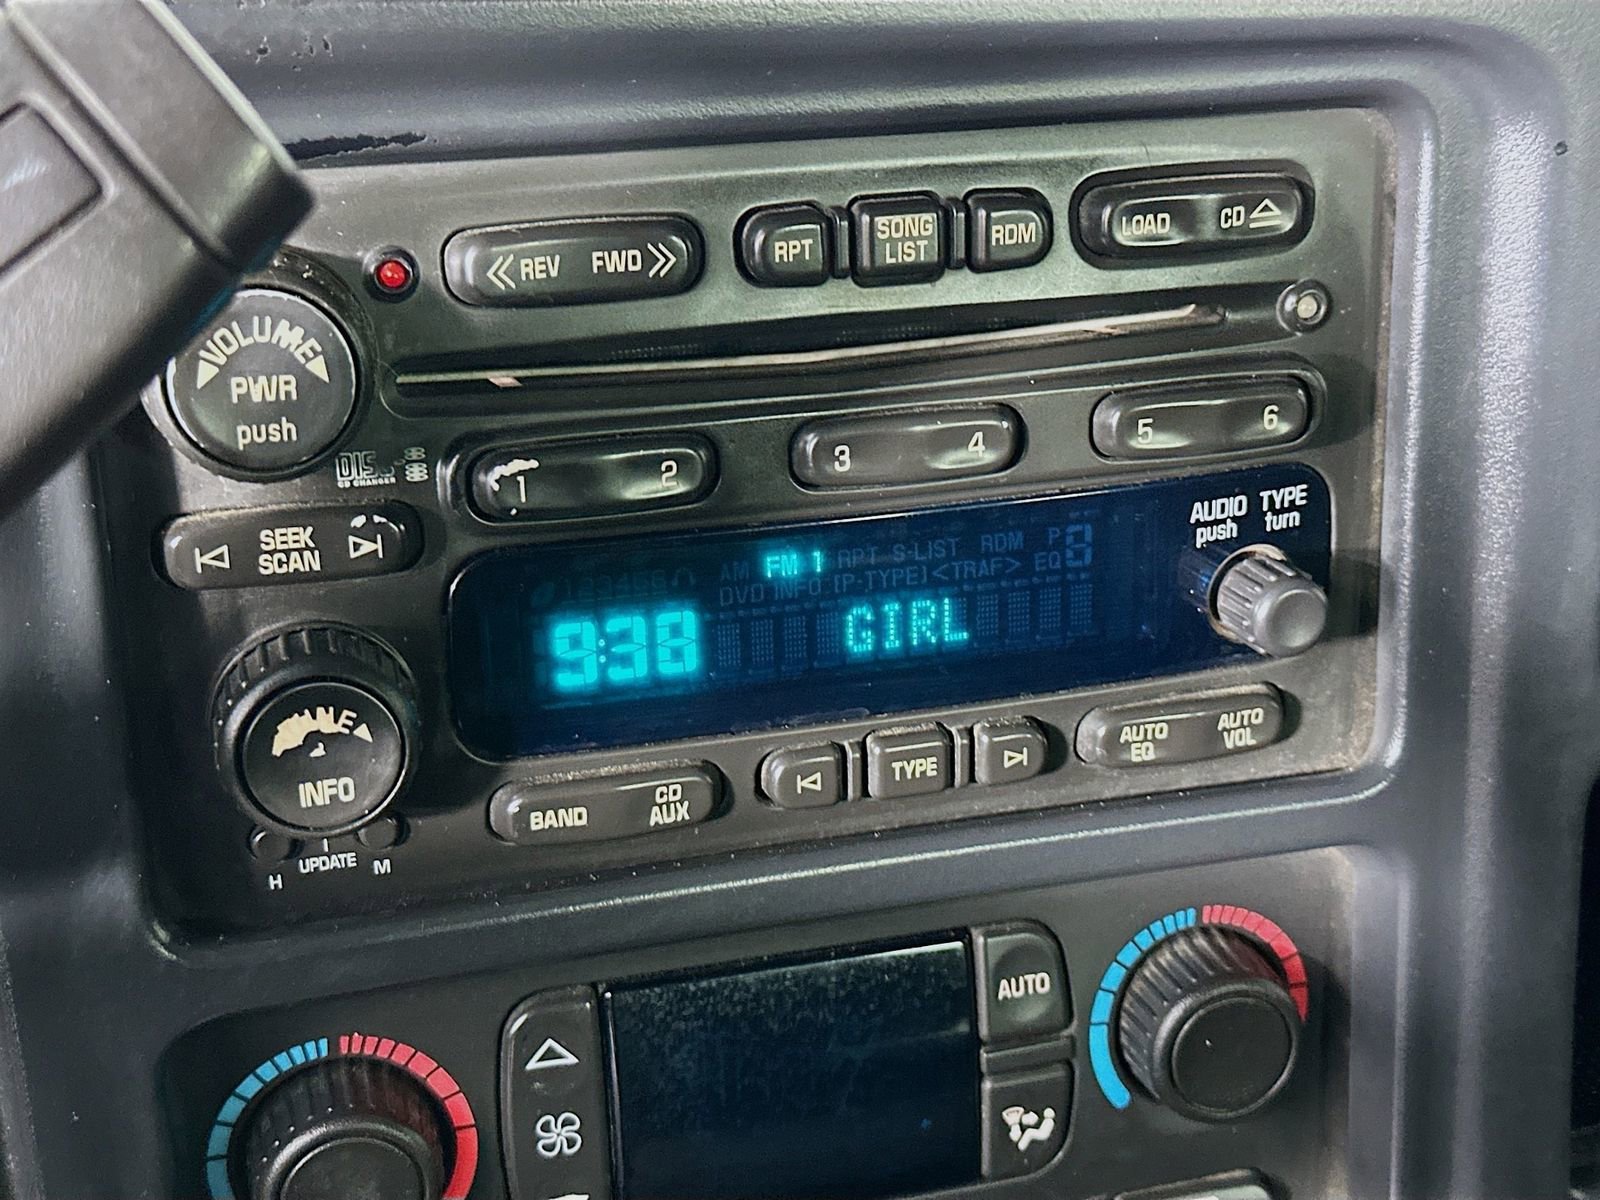 REV FWD
RPT
SONG
LIST
RDM
LOAD CD
VOLUME
PWR
push
CD CHANGER
1 2
3 4
5 6
SEEK
SCAN
AUDIO TYPE
push turn
AM FM 1 RPT S-LIST RDM P
DVD INFO [P-TYPE] <TRAF> EQ
9:38 GIRL
INFO
H UPDATE M
BAND
CD
AUX
TYPE
AUTO
EQ
AUTO
VOL
AUTO